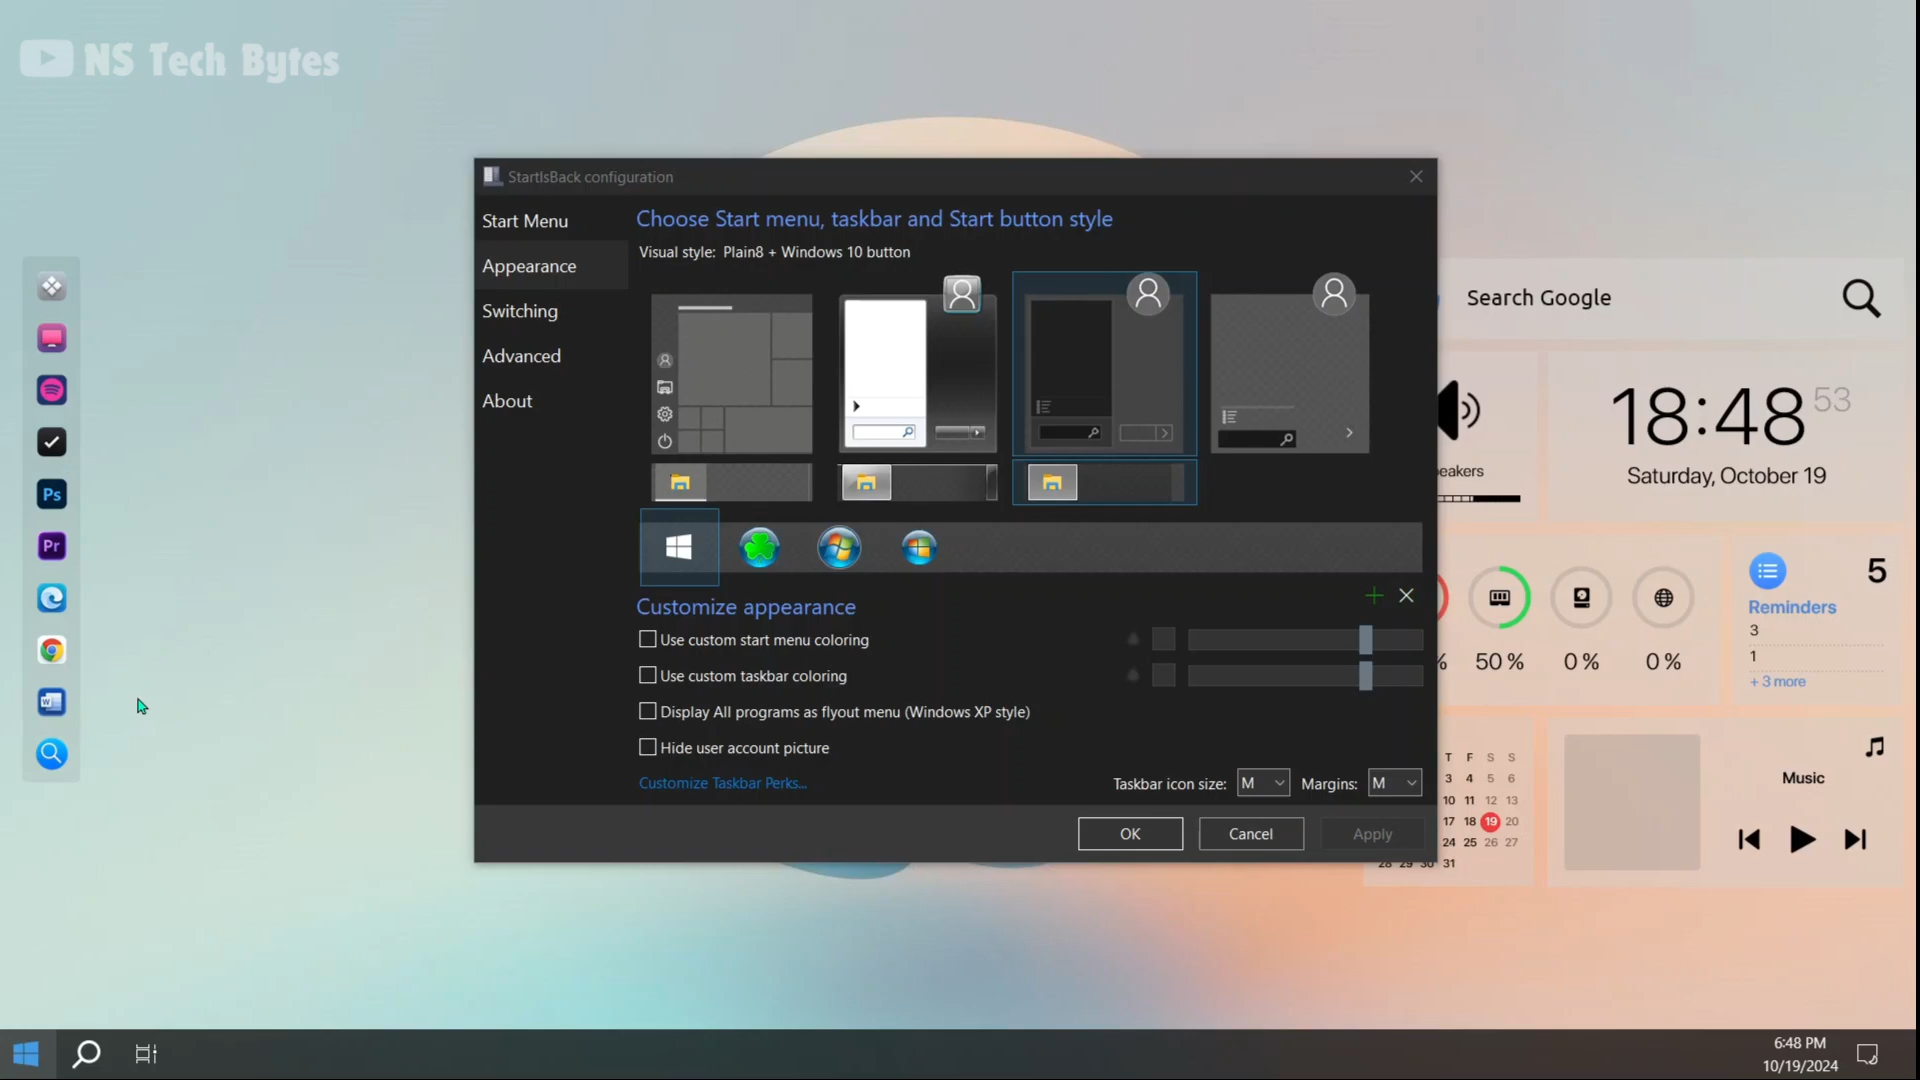 NS Tech Bytes
StartIsBack configuration
Start Menu
Appearance
Switching
Advanced
About
Choose Start menu, taskbar and Start button style
Visual style: Plain8 + Windows 10 button
Customize appearance
Use custom start menu coloring
Use custom taskbar coloring
Display All programs as flyout menu (Windows XP style)
Hide user account picture
Customize Taskbar Perks...
Taskbar icon size: M
Margins: M
OK
Cancel
Apply
Ps
Pr
Search Google
18:48 53
Saturday, October 19
eakers
%
50 %
0 %
0 %
5
Reminders
3
1
+ 3 more
T F S S
3 4 5 6
10 11 12 13
17 18 19 20
24 25 26 27
28 29 30 31
Music
6:48 PM
10/19/2024